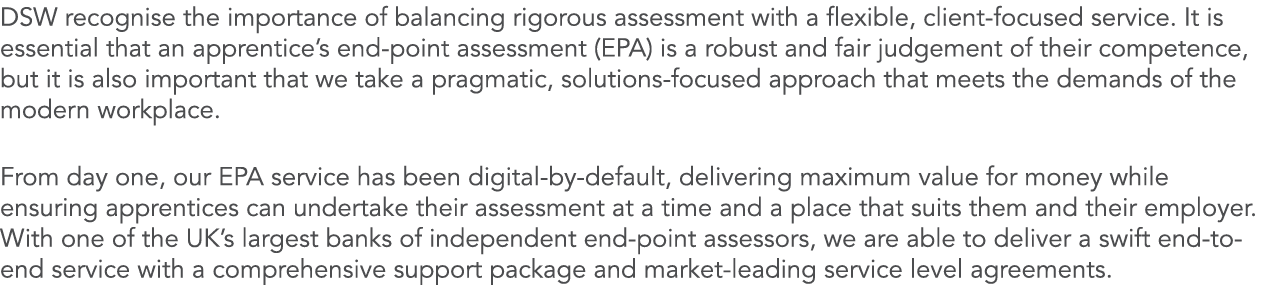 DSW recognise the importance of balancing rigorous assessment with a flexible, client-focused service. It is
essential that an apprentice’s end-point assessment (EPA) is a robust and fair judgement of their competence,
but it is also important that we take a pragmatic, solutions-focused approach that meets the demands of the
modern workplace.
From day one, our EPA service has been digital-by-default, delivering maximum value for money while
ensuring apprentices can undertake their assessment at a time and a place that suits them and their employer.
With one of the UK’s largest banks of independent end-point assessors, we are able to deliver a swift end-to-
end service with a comprehensive support package and market-leading service level agreements.